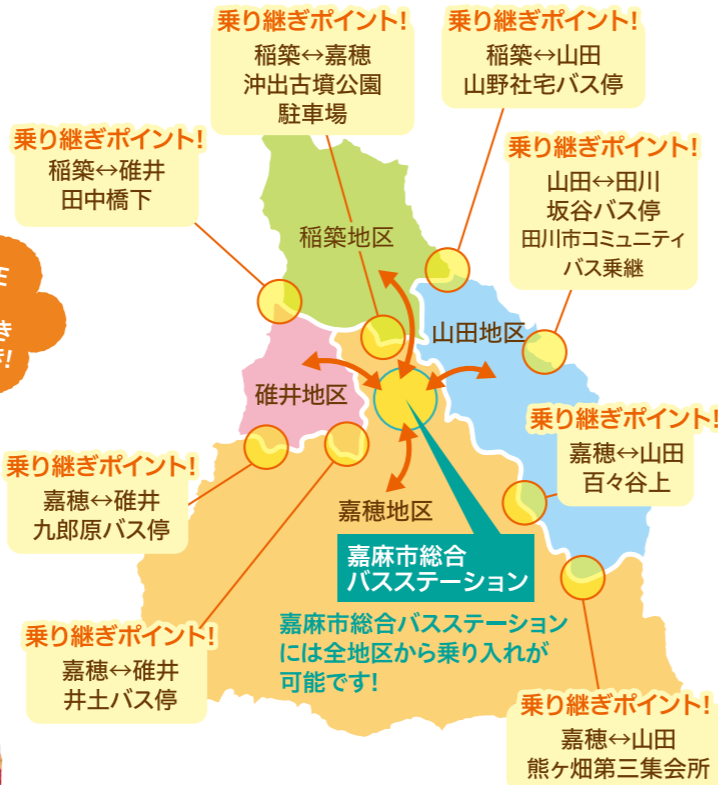 乗り継ぎポイント!
稲築↔嘉穂
沖出古墳公園
駐車場
乗り継ぎポイント!
稲築↔山田
山野社宅バス停
乗り継ぎポイント!
稲築↔碓井
田中橋下
乗り継ぎポイント!
山田↔田川
坂谷バス停
田川市コミュニティ
バス乗継
稲築地区
山田地区
碓井地区
嘉穂地区
乗り継ぎポイント!
嘉穂↔山田
百々谷上
乗り継ぎポイント!
嘉穂↔碓井
九郎原バス停
嘉麻市総合
バスステーション
嘉麻市総合バスステーション
には全地区から乗り入れが
可能です!
乗り継ぎポイント!
嘉穂↔碓井
井土バス停
乗り継ぎポイント!
嘉穂↔山田
熊ヶ畑第三集会所